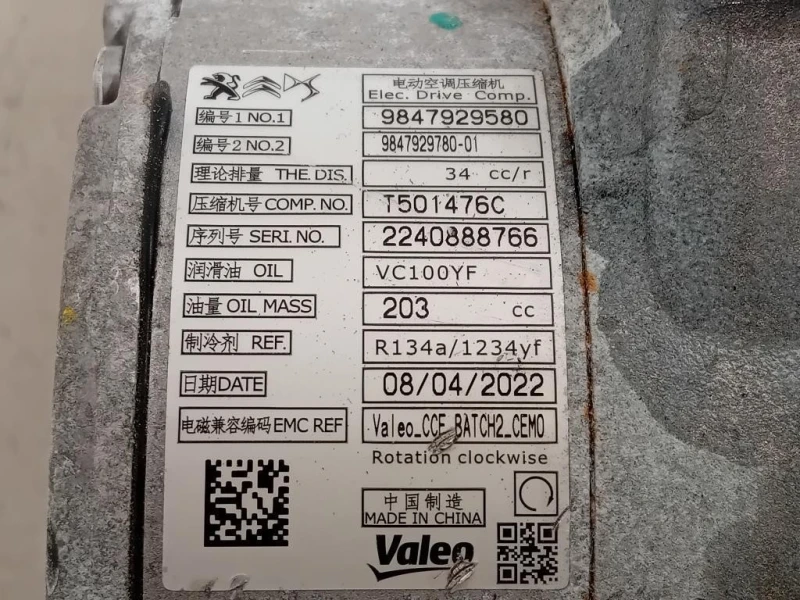 电动空调压缩机
Elec. Drive Comp.
编号1 NO.1 9847929580
编号2 NO.2 9847929780-01
理论排量 THE.DIS. 34 cc/r
压缩机号 COMP.NO. T501476C
序列号 SERI.NO. 2240888766
润滑油 OIL VC100YF
油量 OIL MASS 203 cc
制冷剂 REF. R134a/1234yf
日期DATE 08/04/2022
电磁兼容编码 EMC REF Valeo_CCE_BATCH2_CEM0
Rotation clockwise
中国制造
MADE IN CHINA
Valeo